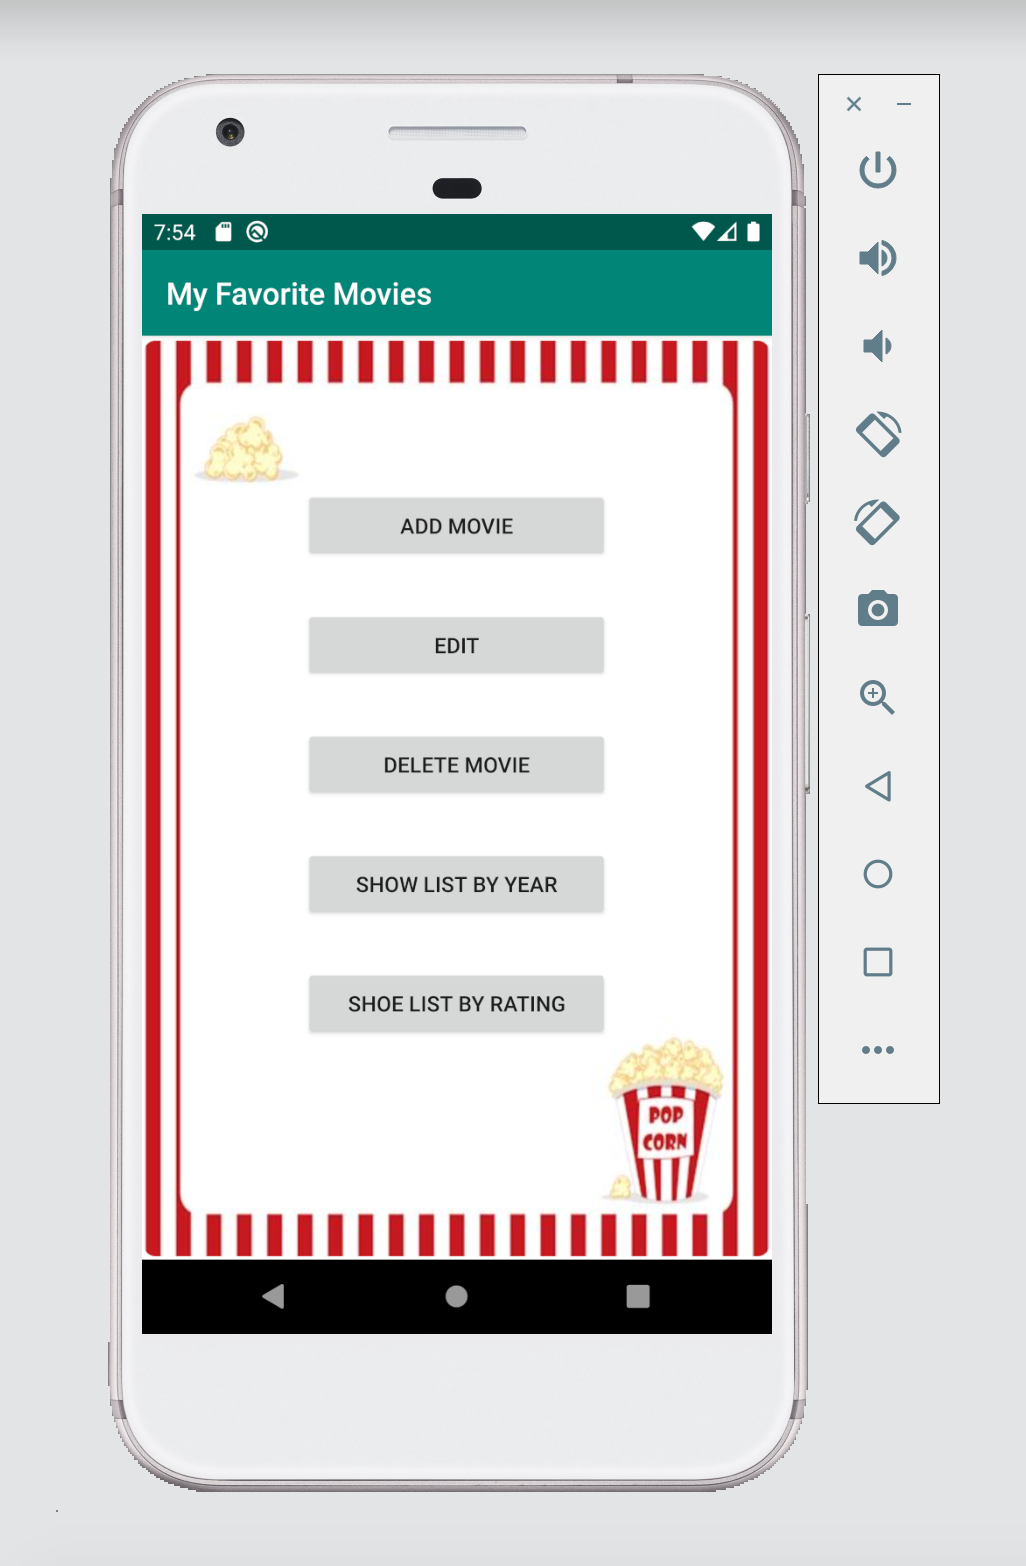 7:54
My Favorite Movies
ADD MOVIE
EDIT
DELETE MOVIE
SHOW LIST BY YEAR
SHOE LIST BY RATING
POP
CORN